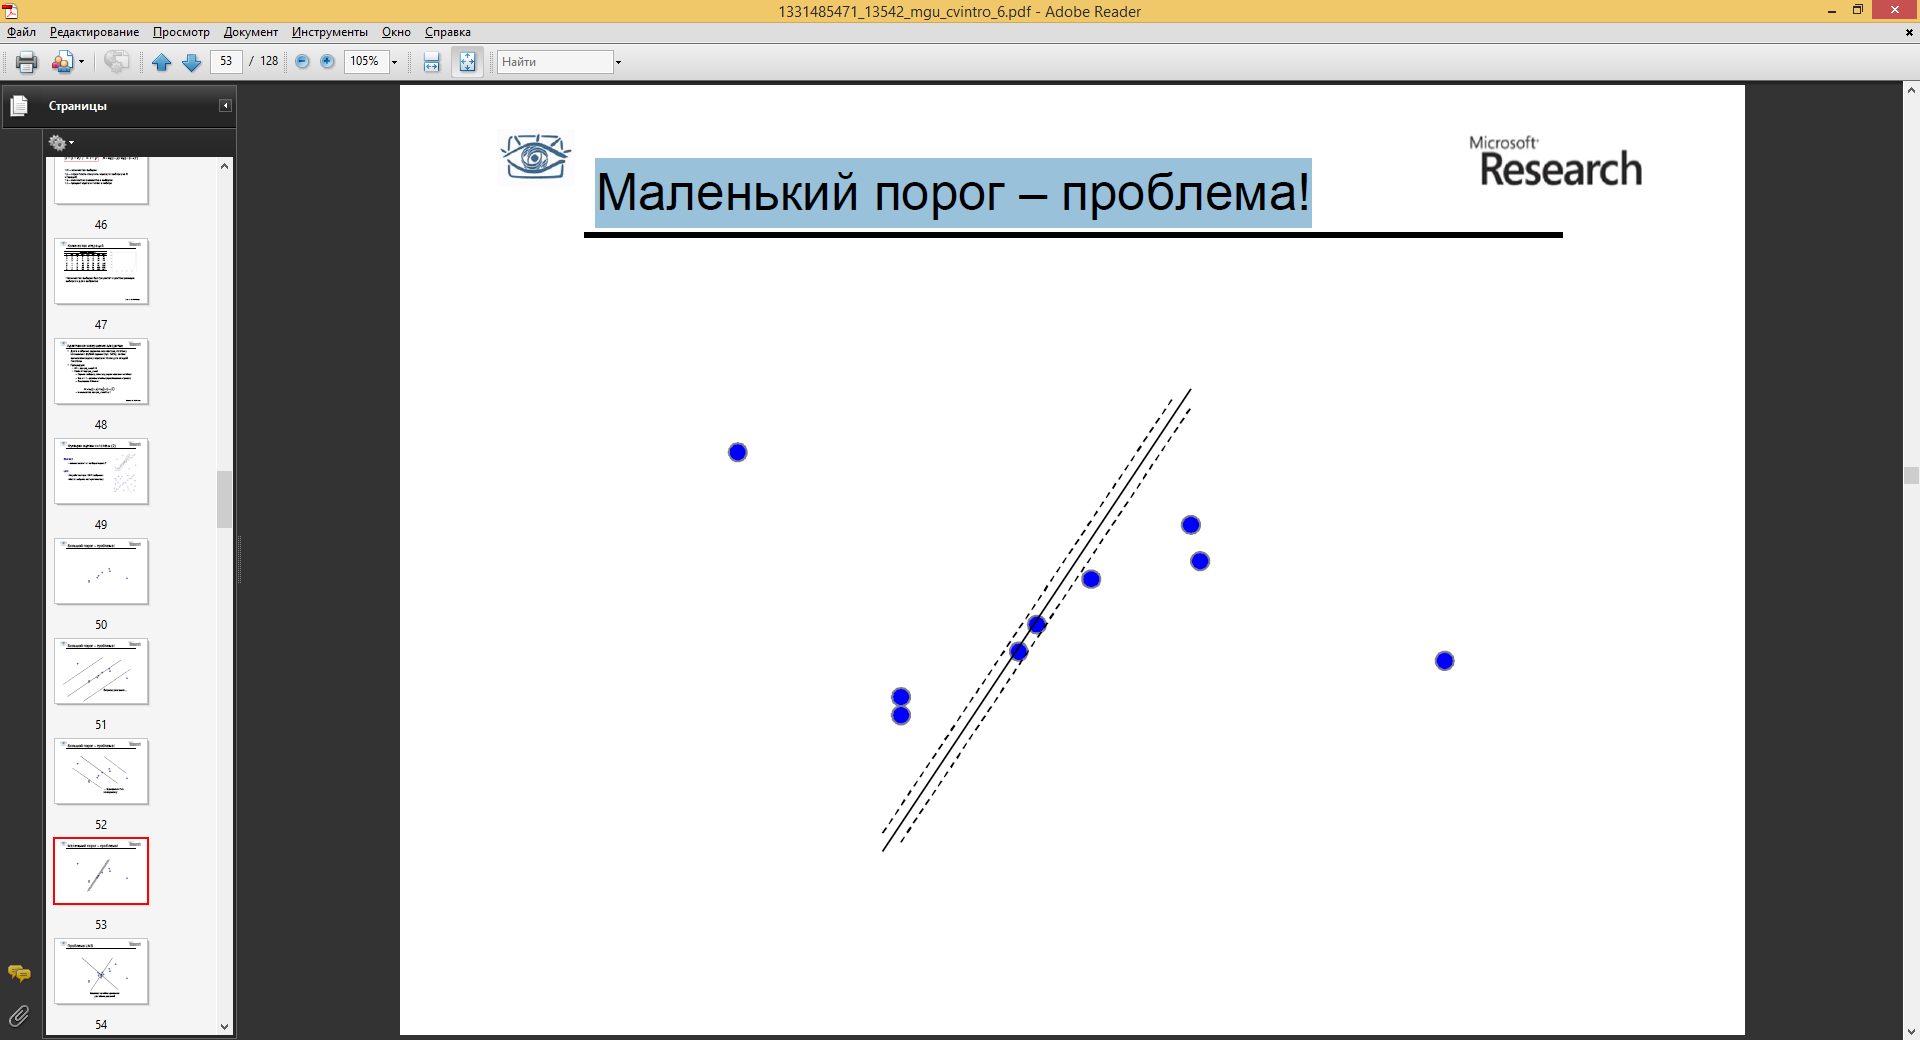 1331485471_13542_mgu_cvintro_6.pdf - Adobe Reader
Файл Редактирование Просмотр Документ Инструменты Окно Справка
53 / 128 105% Найти
Страницы
46
47
48
49
50
51
52
53
54
Маленький порог – проблема!
Microsoft
Research